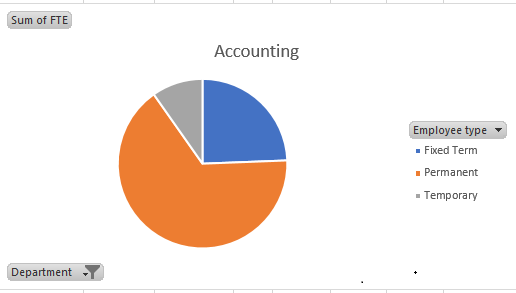 Sum of FTE
Accounting
Employee type
Fixed Term
Permanent
Temporary
Department